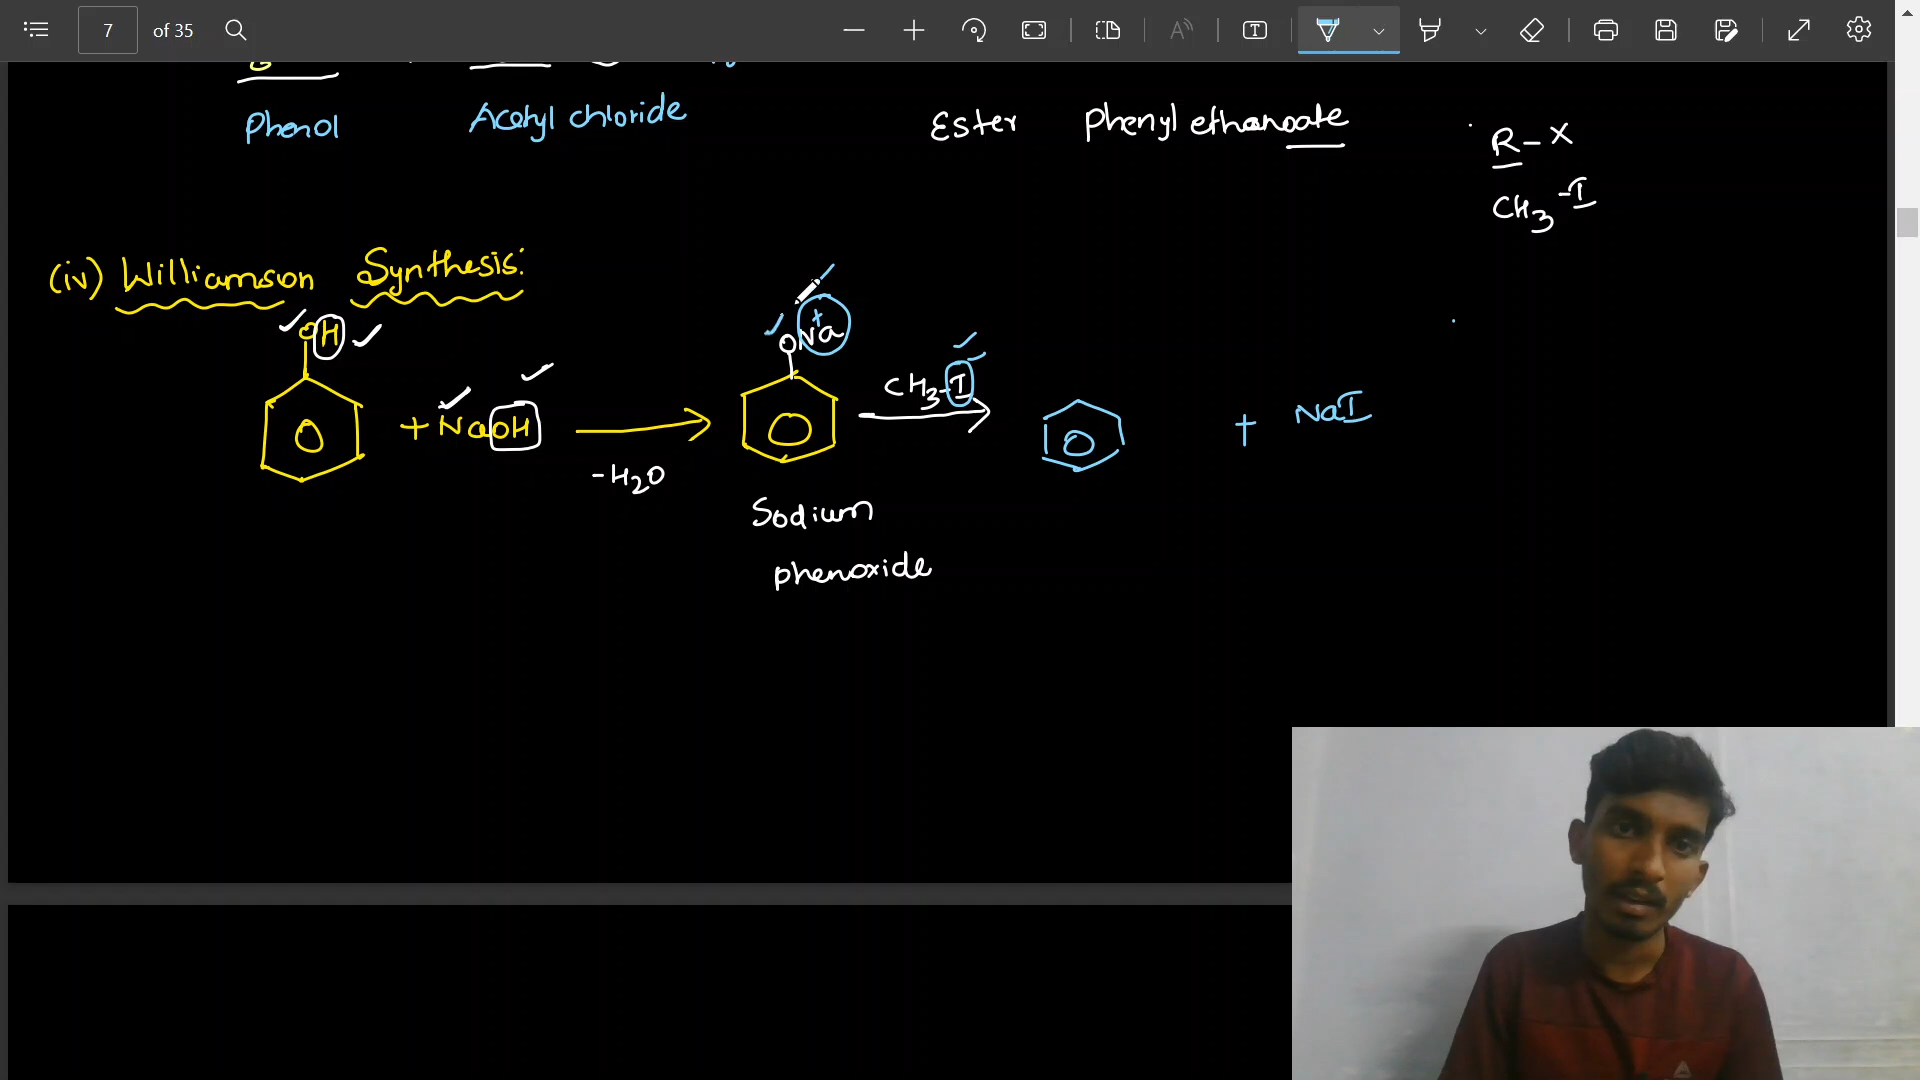 7 of 35
Phenol Acetyl chloride Ester Phenyl ethanoate
R-X
CH3-I
(iv) Williamson Synthesis:
OH
ONa+
+ NaOH
CH3-I
+ NaI
-H2O
Sodium
phenoxide